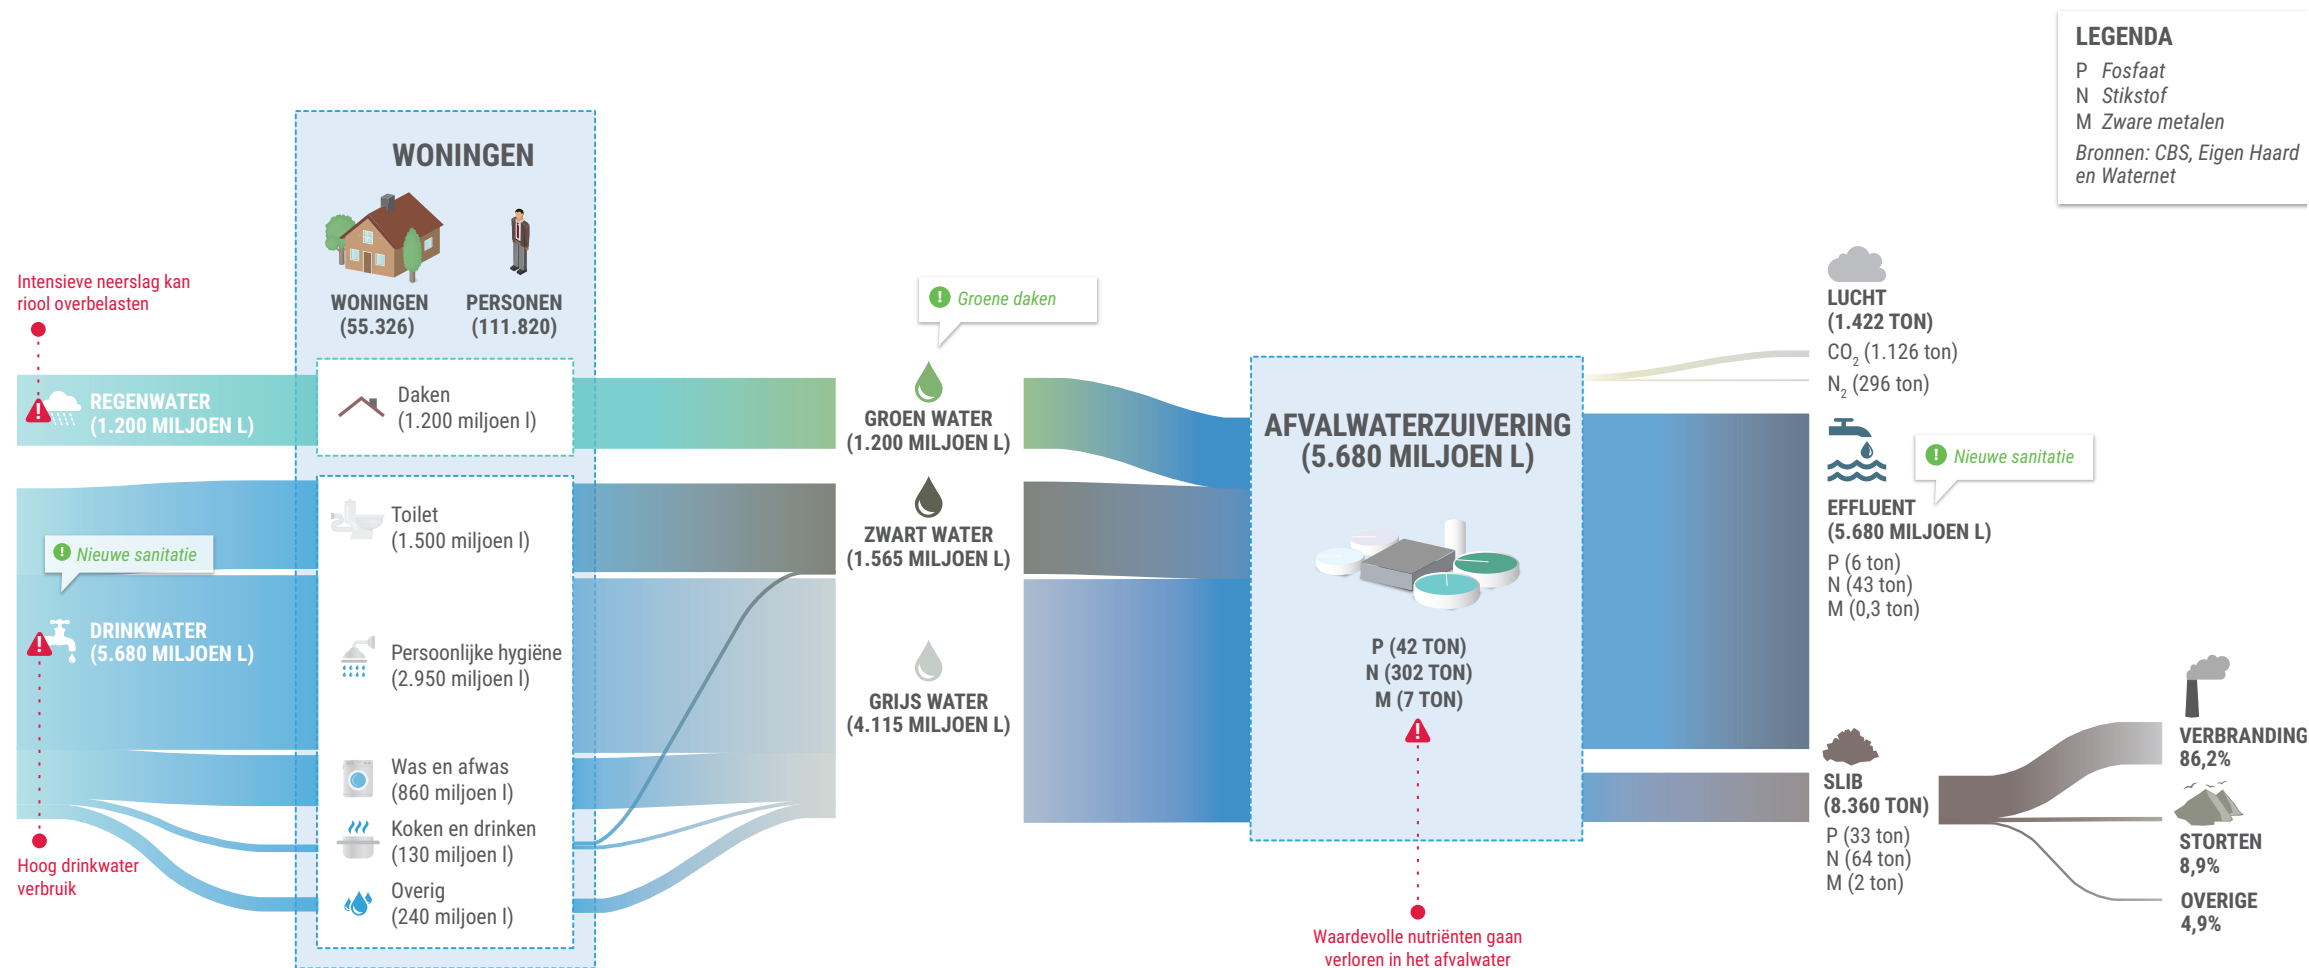 LEGENDA
P Fosfaat
N Stikstof
M Zware metalen
Bronnen: CBS, Eigen Haard
en Waternet
WONINGEN
WONINGEN
(55.326)
PERSONEN
(111.820)
Intensieve neerslag kan
riool overbelasten
REGENWATER
(1.200 MILJOEN L)
Nieuwe sanitatie
DRINKWATER
(5.680 MILJOEN L)
Hoog drinkwater
verbruik
Daken
(1.200 miljoen l)
Toilet
(1.500 miljoen l)
Persoonlijke hygiëne
(2.950 miljoen l)
Was en afwas
(860 miljoen l)
Koken en drinken
(130 miljoen l)
Overig
(240 miljoen l)
Groene daken
GROEN WATER
(1.200 MILJOEN L)
ZWART WATER
(1.565 MILJOEN L)
GRIJS WATER
(4.115 MILJOEN L)
AFVALWATERZUIVERING
(5.680 MILJOEN L)
P (42 TON)
N (302 TON)
M (7 TON)
Waardevolle nutriënten gaan
verloren in het afvalwater
LUCHT
(1.422 TON)
CO2 (1.126 ton)
N2 (296 ton)
Nieuwe sanitatie
EFFLUENT
(5.680 MILJOEN L)
P (6 ton)
N (43 ton)
M (0,3 ton)
SLIB
(8.360 TON)
P (33 ton)
N (64 ton)
M (2 ton)
VERBRANDING
86,2%
STORTEN
8,9%
OVERIGE
4,9%